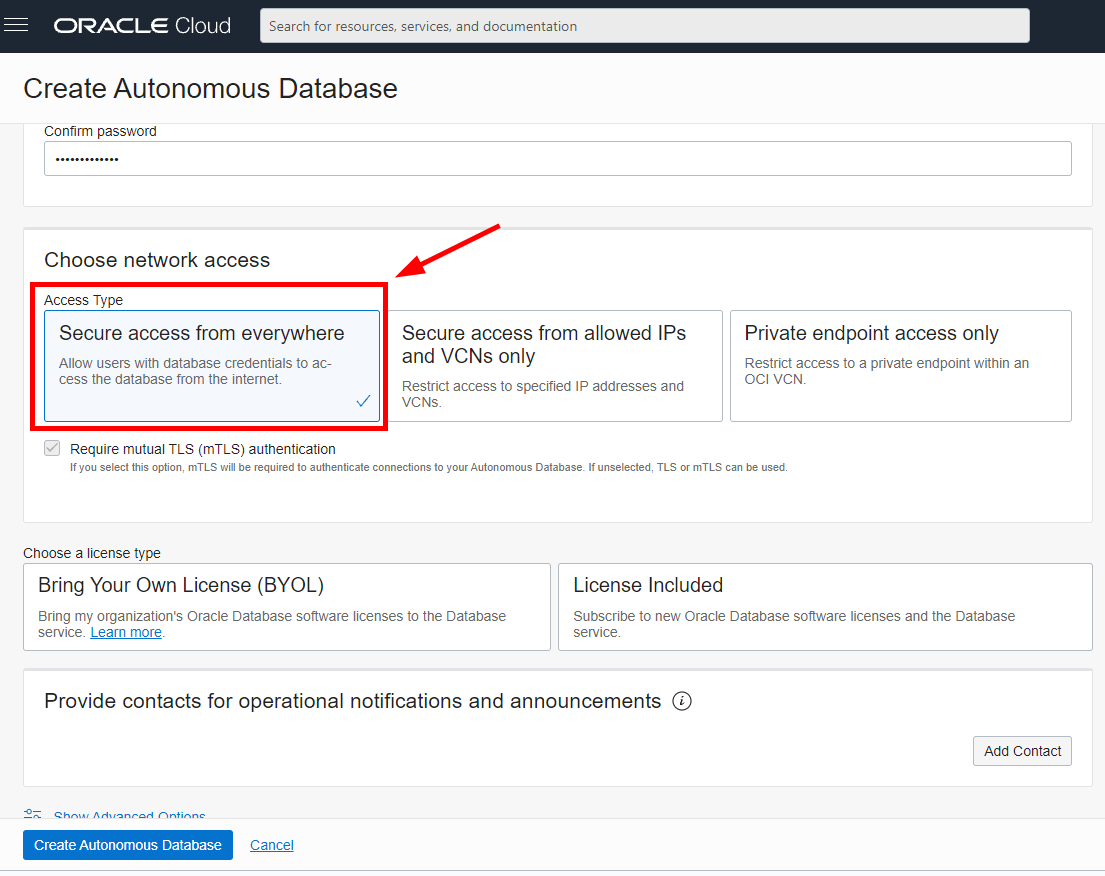 ORACLE Cloud
Search for resources, services, and documentation
Create Autonomous Database
Confirm password
•••••••••••••
Choose network access
Access Type
Secure access from everywhere
Allow users with database credentials to ac-
cess the database from the internet.
Secure access from allowed IPs
and VCNs only
Restrict access to specified IP addresses and
VCNs.
Private endpoint access only
Restrict access to a private endpoint within an
OCI VCN.
Require mutual TLS (mTLS) authentication
If you select this option, mTLS will be required to authenticate connections to your Autonomous Database. If unselected, TLS or mTLS can be used.
Choose a license type
Bring Your Own License (BYOL)
Bring my organization's Oracle Database software licenses to the Database
service. Learn more.
License Included
Subscribe to new Oracle Database software licenses and the Database
service.
Provide contacts for operational notifications and announcements
Add Contact
Show Advanced Options
Create Autonomous Database
Cancel